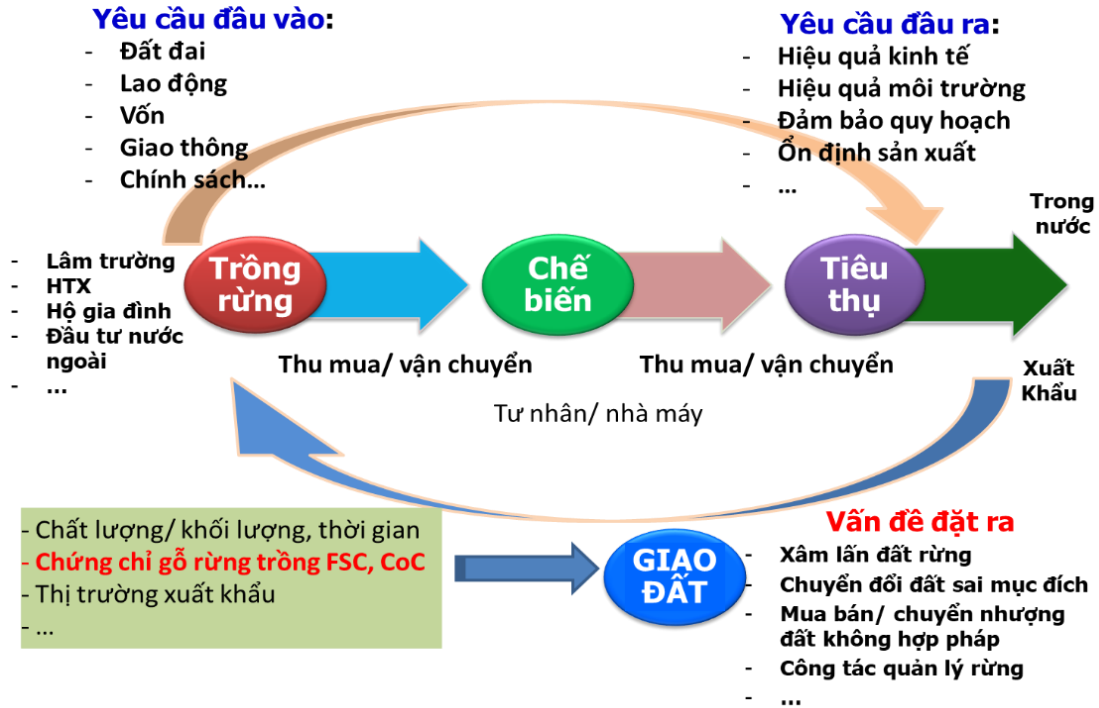 Yêu cầu đầu vào:
- Đất đai
- Lao động
- Vốn
- Giao thông
- Chính sách...
Yêu cầu đầu ra:
- Hiệu quả kinh tế
- Hiệu quả môi trường
- Đảm bảo quy hoạch
- Ổn định sản xuất
- ...
- Lâm trường
- HTX
- Hộ gia đình
- Đầu tư nước
ngoài
- ...
Trồng
rừng
Chế
biến
Tiêu
thụ
Trong
nước
Thu mua/ vận chuyển
Thu mua/ vận chuyển
Xuất
Khẩu
Tư nhân/ nhà máy
- Chất lượng/ khối lượng, thời gian
- Chứng chỉ gỗ rừng trồng FSC, CoC
- Thị trường xuất khẩu
- ...
GIAO
ĐẤT
Vấn đề đặt ra
- Xâm lấn đất rừng
- Chuyển đổi đất sai mục đích
- Mua bán/ chuyển nhượng
đất không hợp pháp
- Công tác quản lý rừng
- ...